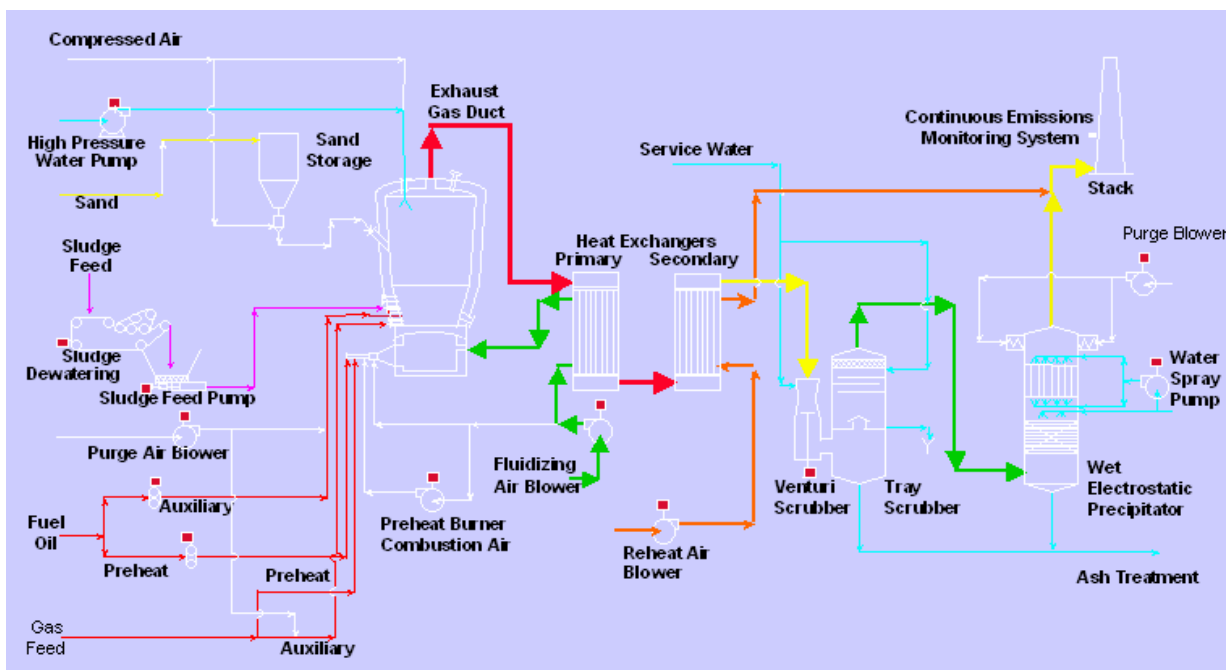 Compressed Air
Exhaust
Gas Duct
High Pressure
Water Pump
Sand
Storage
Sand
Service Water
Continuous Emissions
Monitoring System
Stack
Sludge
Feed
Heat Exchangers
Primary
Secondary
Purge Blower
Sludge
Dewatering
Sludge Feed Pump
Water
Spray
Pump
Purge Air Blower
Fluidizing
Air Blower
Venturi
Scrubber
Tray
Scrubber
Wet
Electrostatic
Precipitator
Auxiliary
Fuel
Oil
Preheat
Preheat Burner
Combustion Air
Reheat Air
Blower
Preheat
Ash Treatment
Gas
Feed
Auxiliary